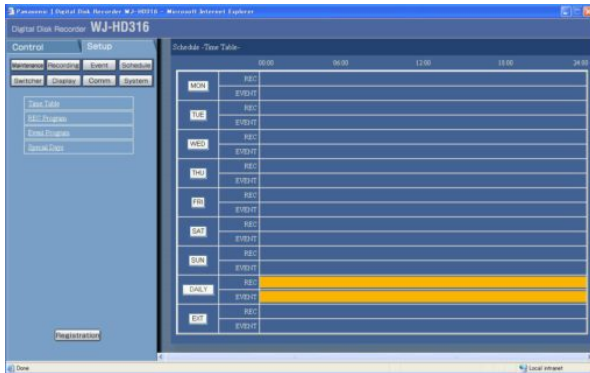 Panasonic | Digital Disk Recorder WJ-HD316 - Microsoft Internet Explorer
Digital Disk Recorder WJ-HD316
Control Setup
Maintenance Recording Event Schedule
Switcher Display Comm System
Time Table
REC Program
Event Program
Special Days
Registration
Schedule -Time Table-
00:00 06:00 12:00 18:00 24:00
MON REC
EVENT
TUE REC
EVENT
WED REC
EVENT
THU REC
EVENT
FRI REC
EVENT
SAT REC
EVENT
SUN REC
EVENT
DAILY REC
EVENT
EXT REC
EVENT
Done Local intranet